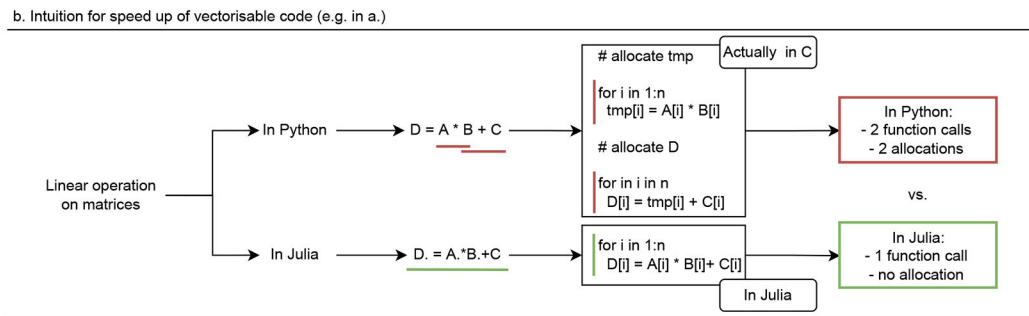 b. Intuition for speed up of vectorisable code (e.g. in a.)
Linear operation
on matrices
In Python
D = A * B + C
# allocate tmp
for i in 1:n
tmp[i] = A[i] * B[i]
# allocate D
for in i in n
D[i] = tmp[i] + C[i]
Actually in C
In Python:
- 2 function calls
- 2 allocations
vs.
In Julia
D. = A.*B.+C
for i in 1:n
D[i] = A[i] * B[i]+ C[i]
In Julia
In Julia:
- 1 function call
- no allocation